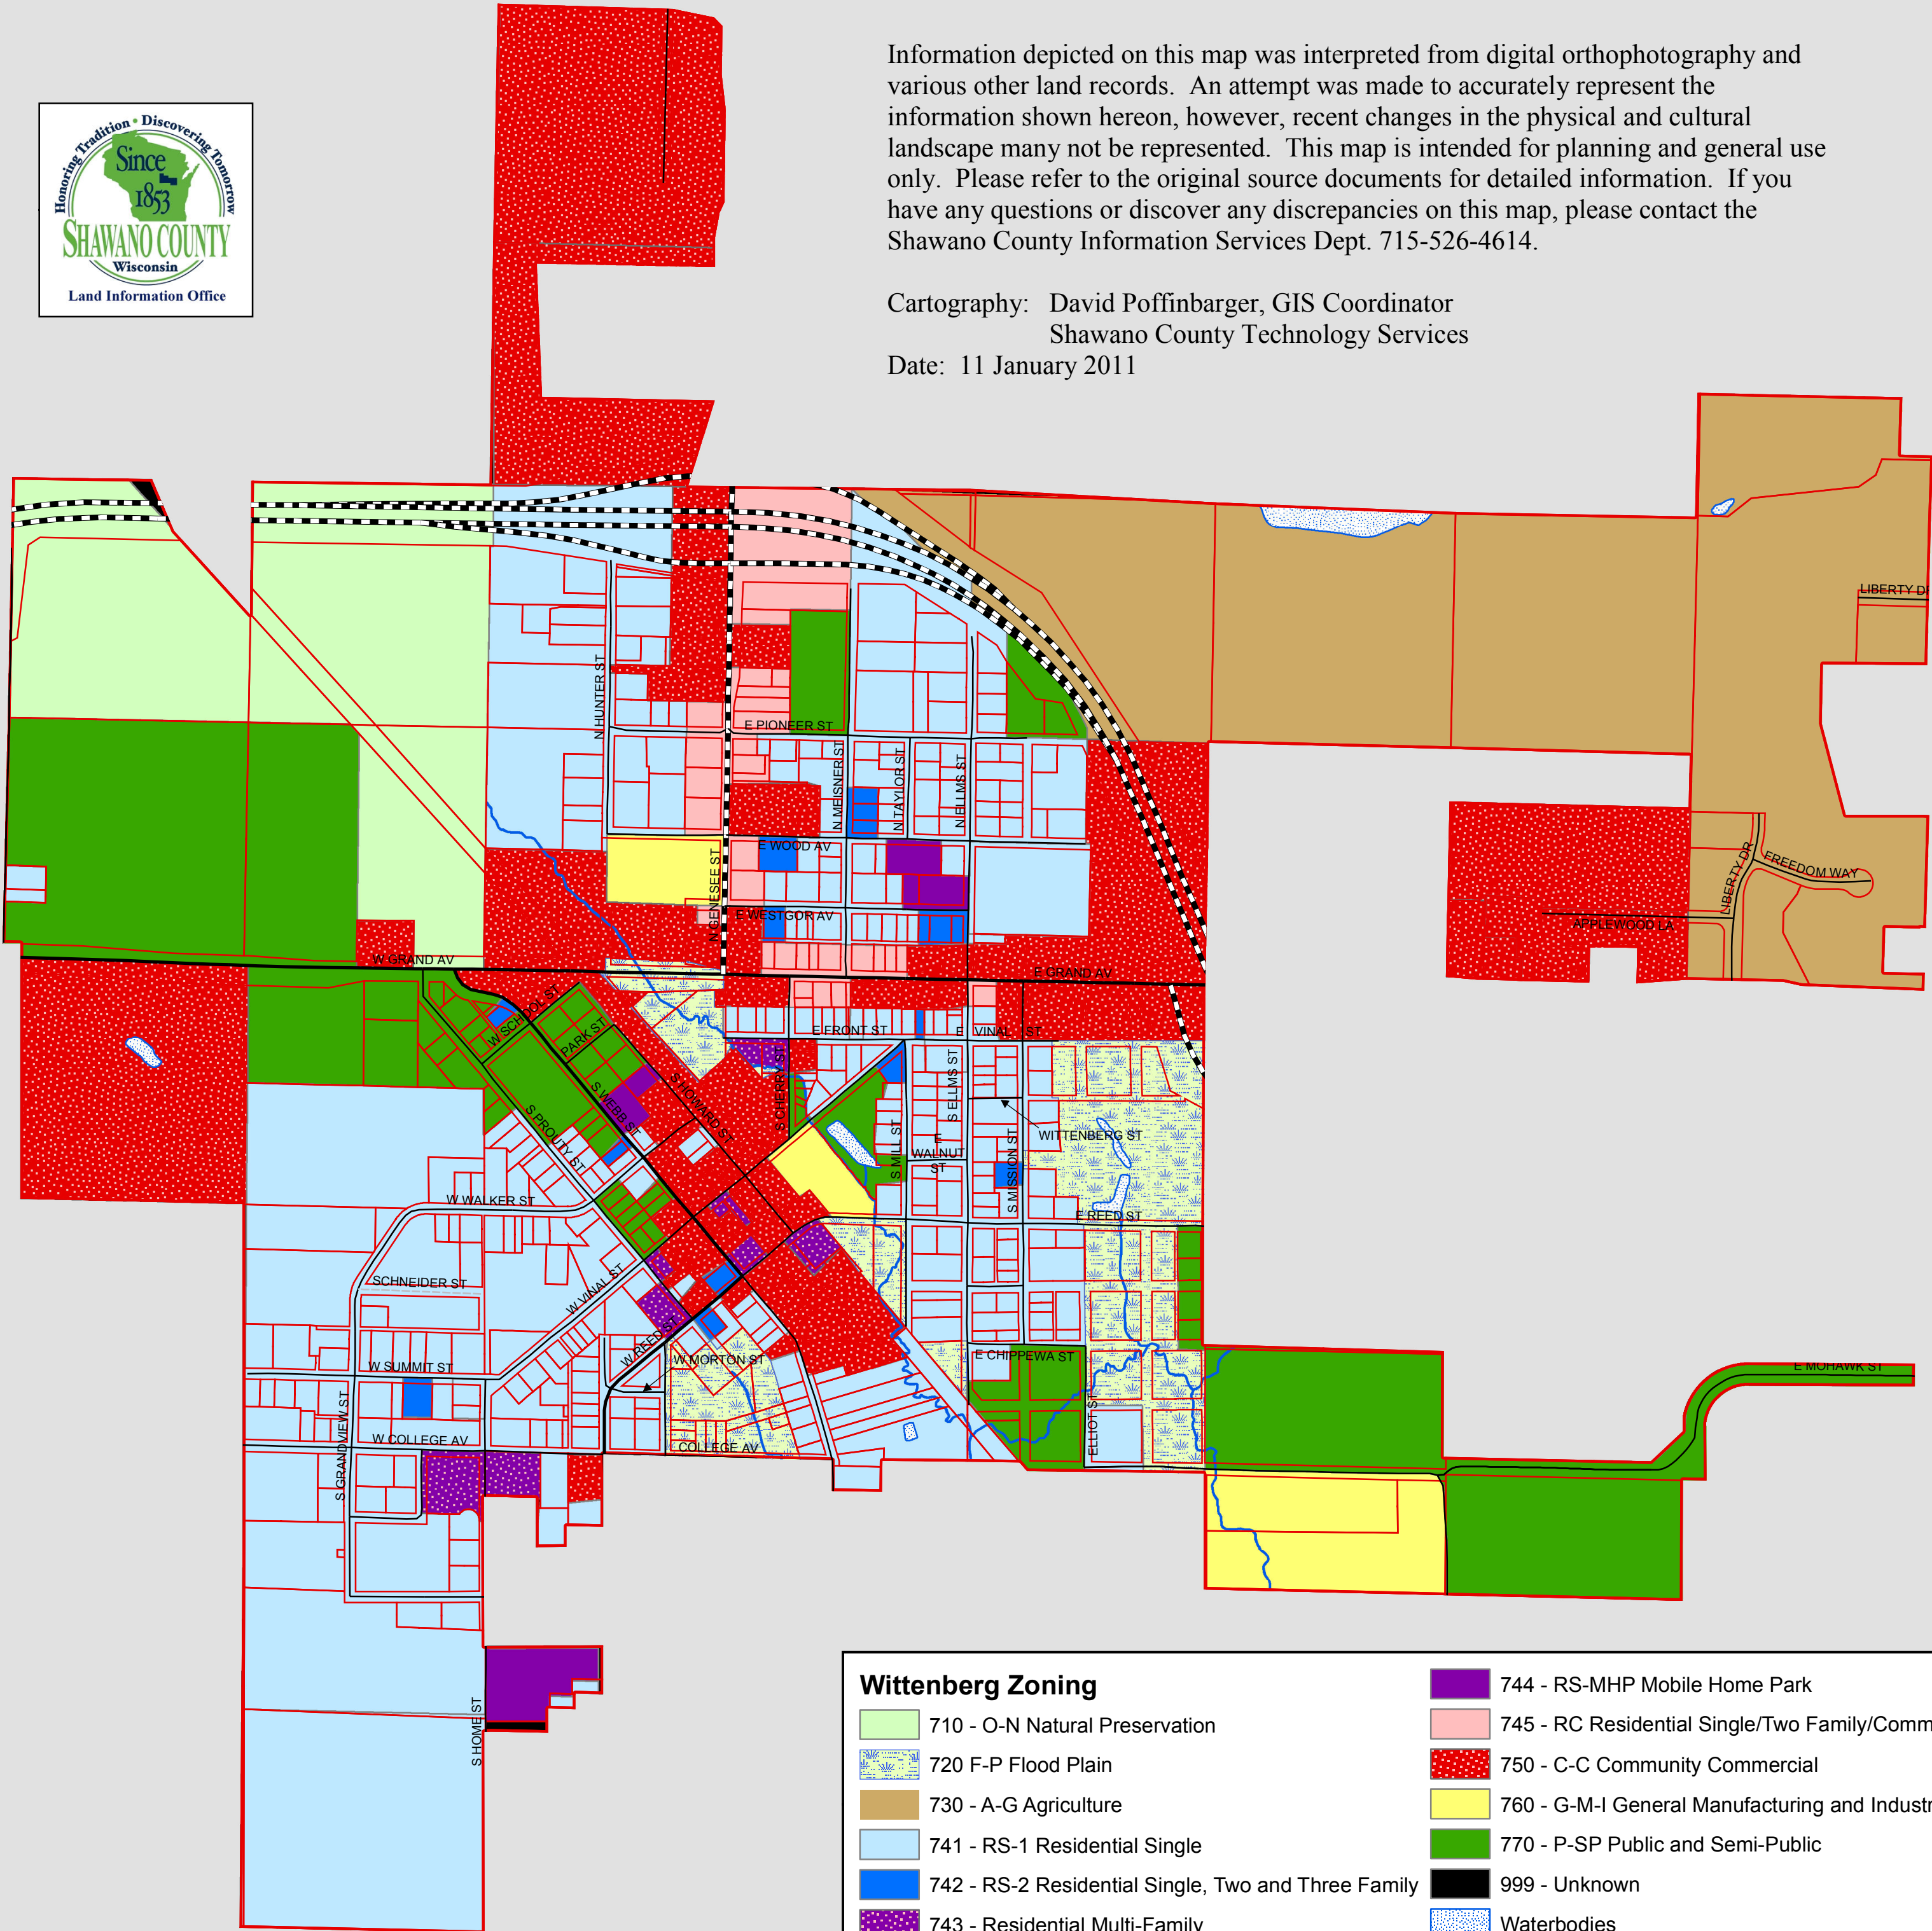 Information depicted on this map was interpreted from digital orthophotography and
various other land records.  An attempt was made to accurately represent the
information shown hereon, however, recent changes in the physical and cultural
landscape many not be represented.  This map is intended for planning and general use
only.  Please refer to the original source documents for detailed information.  If you
have any questions or discover any discrepancies on this map, please contact the
Shawano County Information Services Dept. 715-526-4614.
Cartography:   David Poffinbarger, GIS Coordinator
Shawano County Technology Services
Date:  11 January 2011
Honoring Tradition • Discovering Tomorrow
Since
1853
SHAWANO COUNTY
Wisconsin
Land Information Office
LIBERTY D
N HUNTER ST
E PIONEER ST
N MEISNER ST
N TAYLOR ST
N ELLMS ST
E WOOD AV
N GENESEE ST
E WESTGOR AV
LIBERTY DR
FREEDOM WAY
APPLEWOOD LA
W GRAND AV
E GRAND AV
W SCHOOL ST
PARK ST
E FRONT ST
E VINAL ST
S CHERRY ST
S HOWARD ST
S WEBB ST
S PROUTY ST
S ELLMS ST
WITTENBERG ST
S MILL ST
E
WALNUT
ST
S MISSION ST
W WALKER ST
E REED ST
SCHNEIDER ST
W VINAL ST
W REED ST
W MORTON ST
W SUMMIT ST
E CHIPPEWA ST
E MOHAWK ST
S GRANDVIEW ST
W COLLEGE AV
COLLEGE AV
ELLIOT ST
S HOME ST
Wittenberg Zoning
710 - O-N Natural Preservation
720 F-P Flood Plain
730 - A-G Agriculture
741 - RS-1 Residential Single
742 - RS-2 Residential Single, Two and Three Family
743 - Residential Multi-Family
744 - RS-MHP Mobile Home Park
745 - RC Residential Single/Two Family/Comm
750 - C-C Community Commercial
760 - G-M-I General Manufacturing and Industr
770 - P-SP Public and Semi-Public
999 - Unknown
Waterbodies